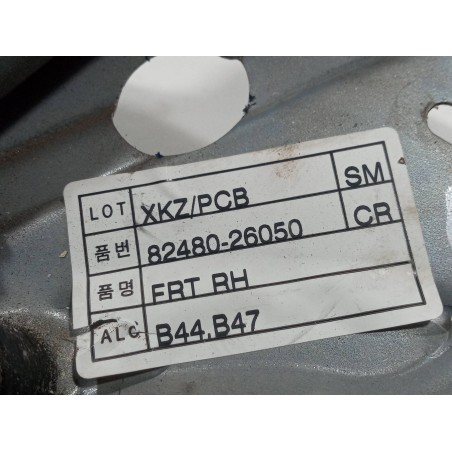 LOT XKZ/PCB SM
품번 82480-26050 CR
품명 FRT RH
ALC B44,B47